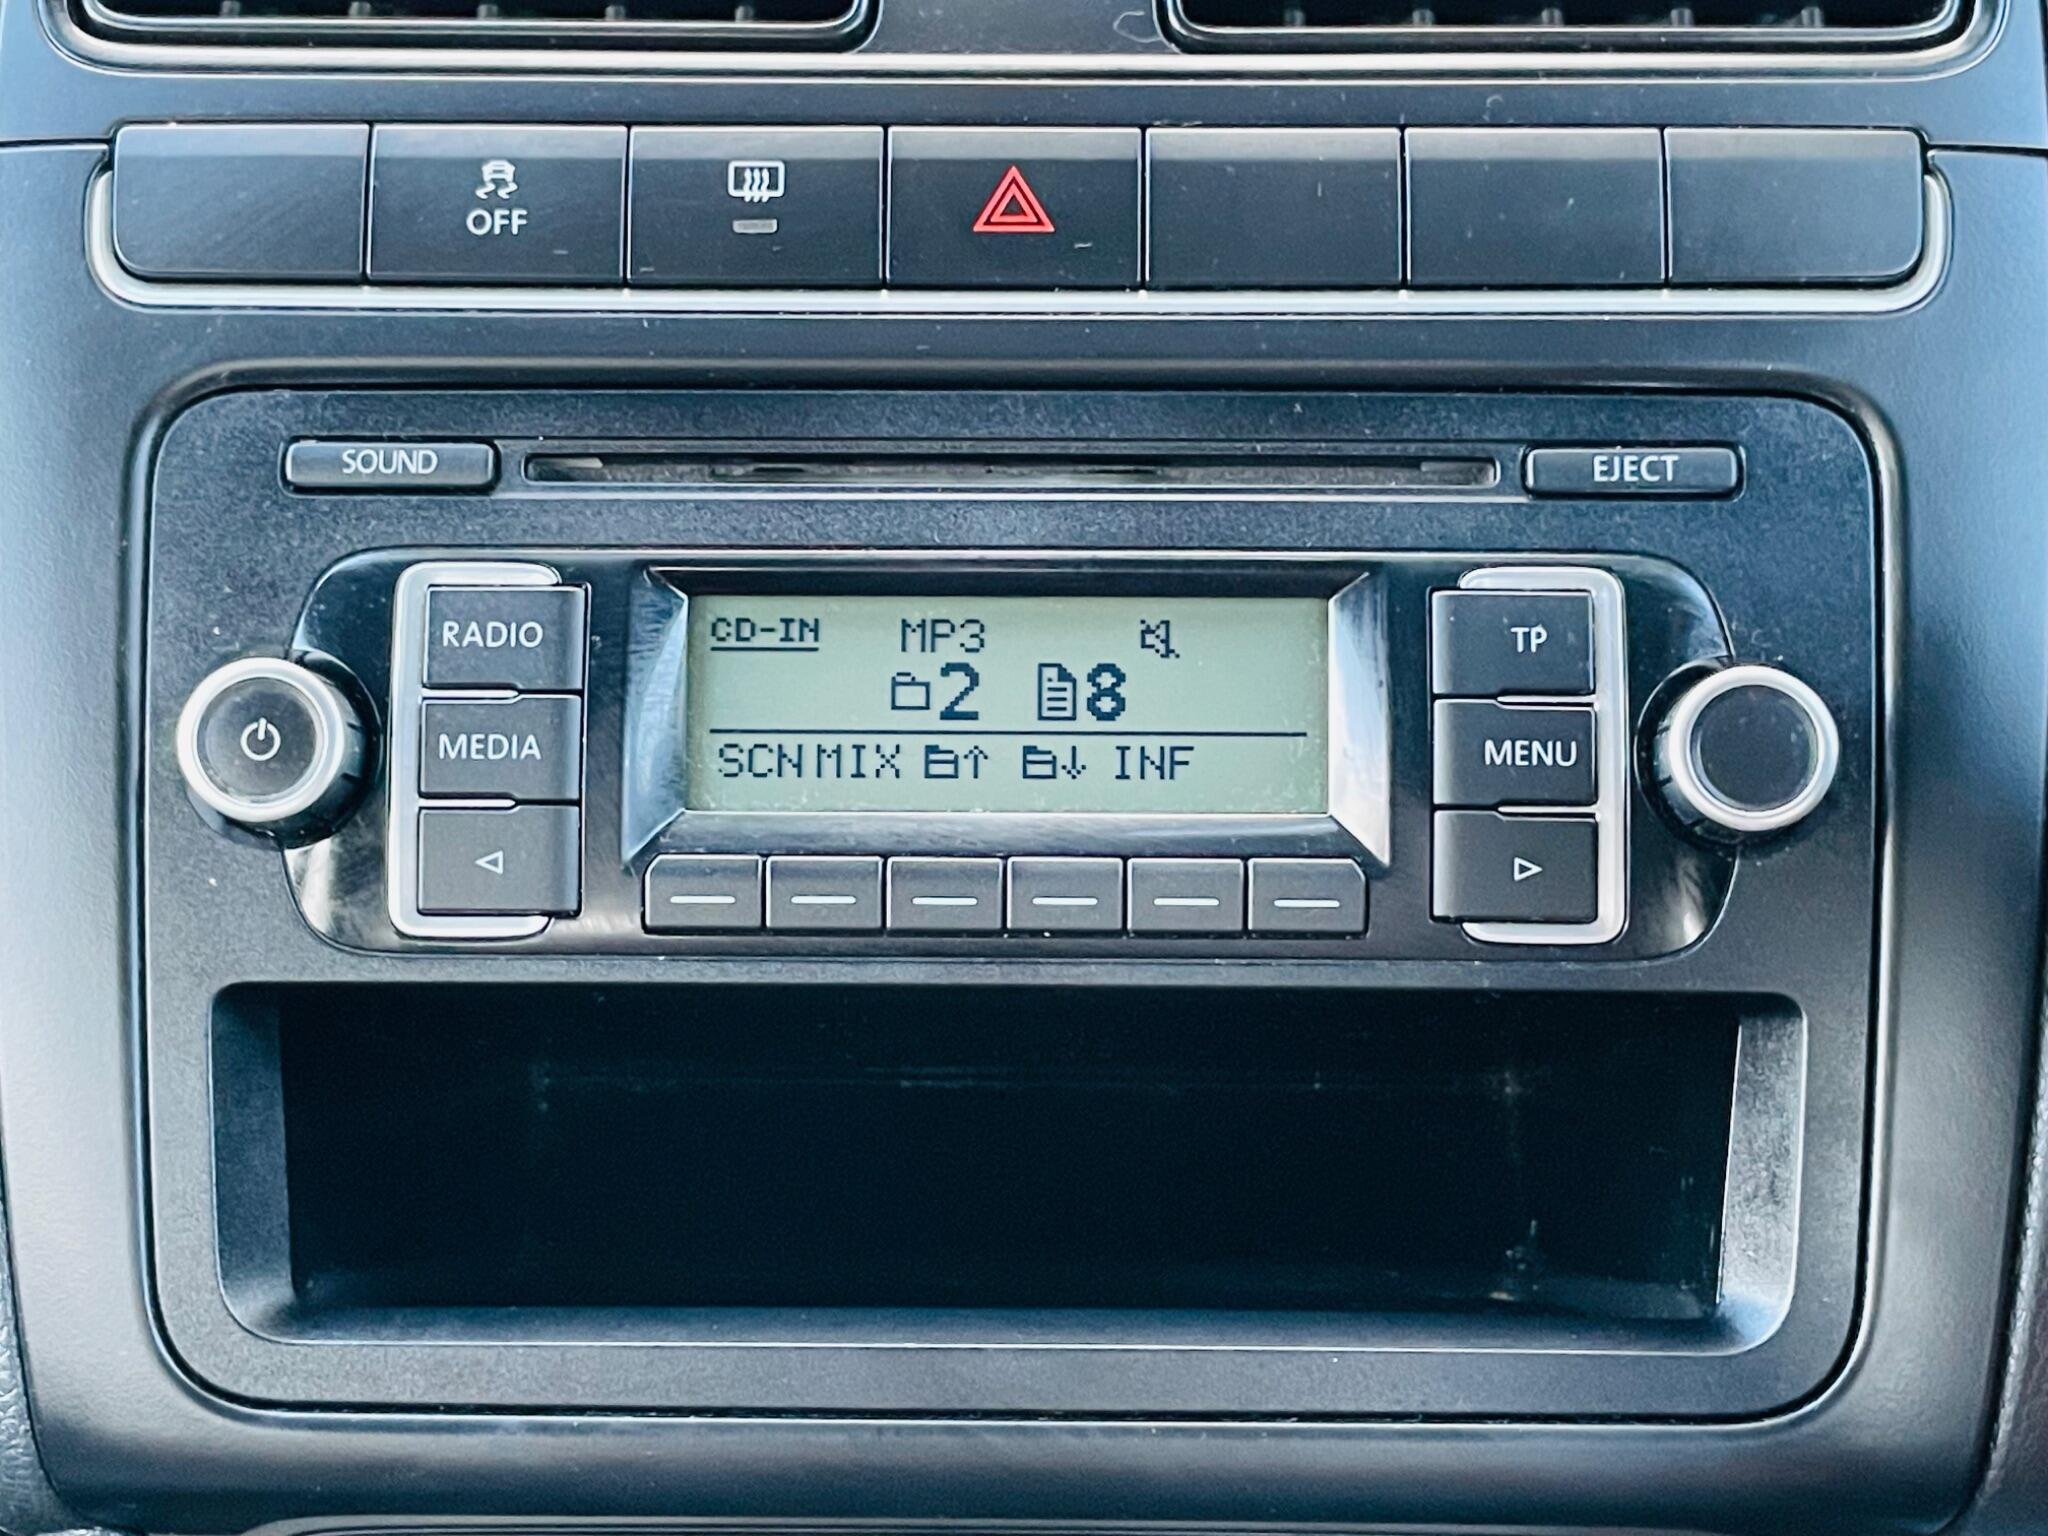 OFF
SOUND
EJECT
RADIO
MEDIA
CD-IN MP3
2 8
SCN MIX INF
TP
MENU